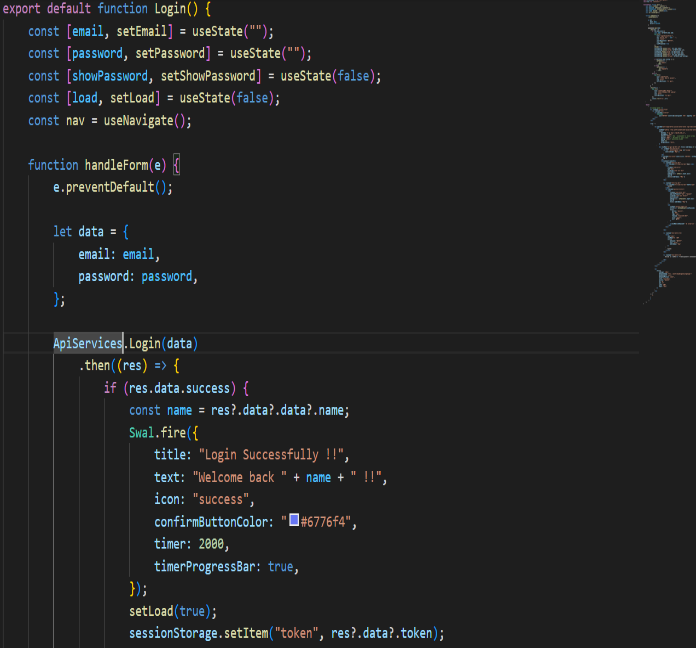 export default function Login() {
const [email, setEmail] = useState("");
const [password, setPassword] = useState("");
const [showPassword, setShowPassword] = useState(false);
const [load, setLoad] = useState(false);
const nav = useNavigate();
function handleForm(e) {
e.preventDefault();
let data = {
email: email,
password: password,
};
ApiServices.Login(data)
.then((res) => {
if (res.data.success) {
const name = res?.data?.data?.name;
Swal.fire({
title: "Login Successfully !!",
text: "Welcome back " + name + " !!",
icon: "success",
confirmButtonColor: "#6776f4",
timer: 2000,
timerProgressBar: true,
});
setLoad(true);
sessionStorage.setItem("token", res?.data?.token);